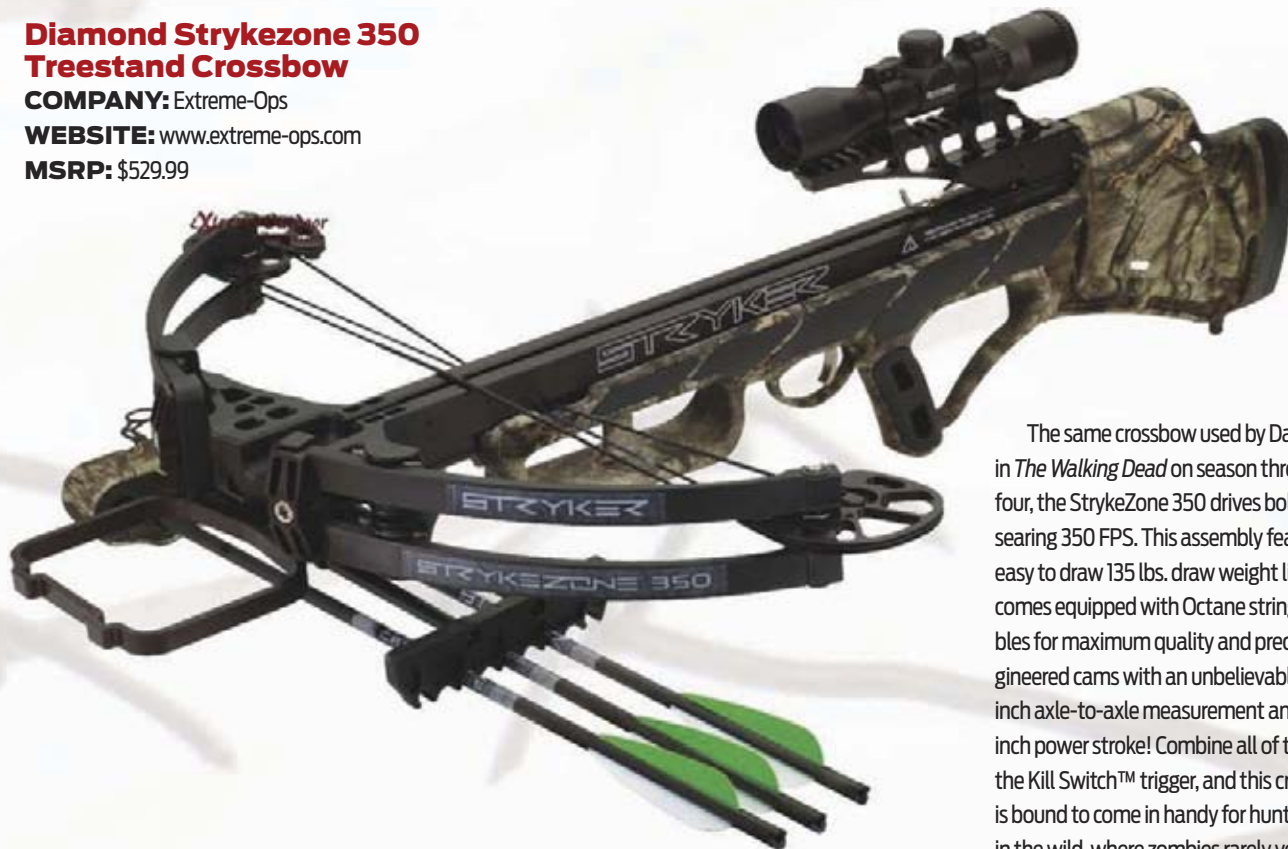 Diamond Strykezone 350
Treestand Crossbow
COMPANY: Extreme-Ops
WEBSITE: www.extreme-ops.com
MSRP: $529.99
STRYKER
STRYKER
STRYKEZONE 350
The same crossbow used by Da
in The Walking Dead on season thre
four, the StrykeZone 350 drives bo
searing 350 FPS. This assembly fea
easy to draw 135 lbs. draw weight l
comes equipped with Octane string
bles for maximum quality and prec
gineered cams with an unbelievabl
inch axle-to-axle measurement an
inch power stroke! Combine all of t
the Kill Switch™ trigger, and this cr
is bound to come in handy for hunt